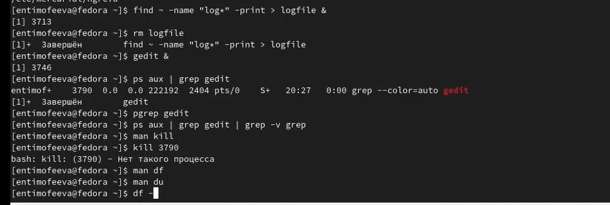 [entimofeeva@fedora ~]$ find ~ -name "log*" -print > logfile &
[1] 3713
[entimofeeva@fedora ~]$ rm logfile
[1]+  Завершён      find ~ -name "log*" -print > logfile
[entimofeeva@fedora ~]$ gedit &
[1] 3746
[entimofeeva@fedora ~]$ ps aux | grep gedit
entimof+    3790  0.0  0.0 222192  2404 pts/0    S+   20:27   0:00 grep --color=auto gedit
[1]+  Завершён      gedit
[entimofeeva@fedora ~]$ pgrep gedit
[entimofeeva@fedora ~]$ ps aux | grep gedit | grep -v grep
[entimofeeva@fedora ~]$ man kill
[entimofeeva@fedora ~]$ kill 3790
bash: kill: (3790) - Нет такого процесса
[entimofeeva@fedora ~]$ man df
[entimofeeva@fedora ~]$ man du
[entimofeeva@fedora ~]$ df ~